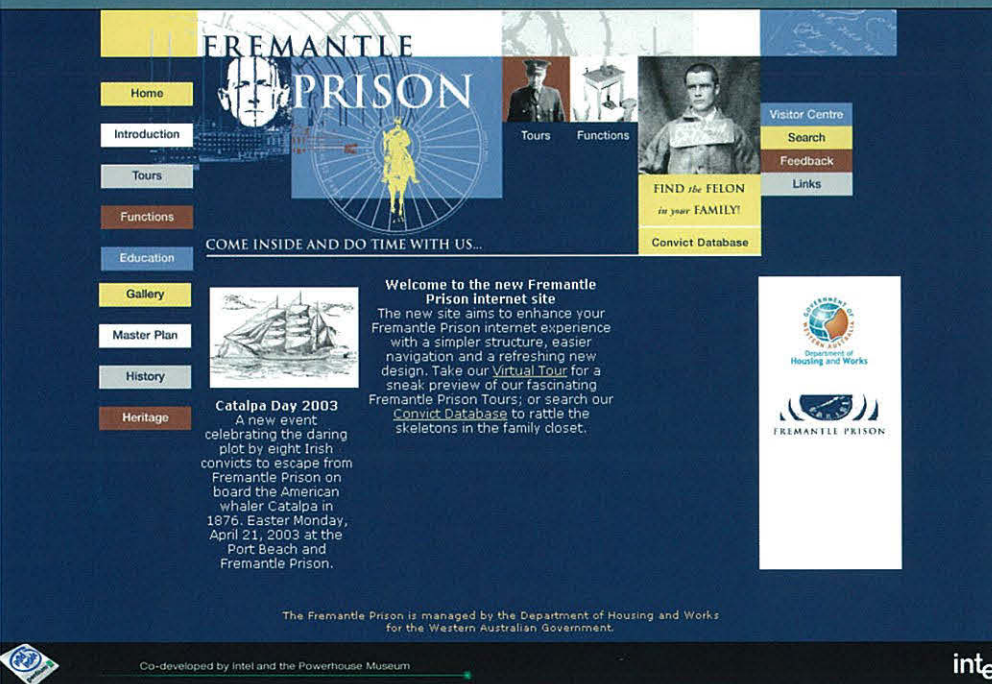 FREMANTLE
PRISON
Home
Introduction
Tours
Functions
Education
Gallery
Master Plan
History
Heritage
Tours
Functions
FIND the FELON
in your FAMILY!
Convict Database
Visitor Centre
Search
Feedback
Links
COME INSIDE AND DO TIME WITH US...
Catalpa Day 2003
A new event
celebrating the daring
plot by eight Irish
convicts to escape from
Fremantle Prison on
board the American
whaler Catalpa in
1876. Easter Monday,
April 21, 2003 at the
Port Beach and
Fremantle Prison.
Welcome to the new Fremantle
Prison internet site
The new site aims to enhance your
Fremantle Prison internet experience
with a simpler structure, easier
navigation and a refreshing new
design. Take our Virtual Tour for a
sneak preview of our fascinating
Fremantle Prison Tours; or search our
Convict Database to rattle the
skeletons in the family closet.
GOVERNMENT OF
WESTERN AUSTRALIA
Department of
Housing and Works
FREMANTLE PRISON
The Fremantle Prison is managed by the Department of Housing and Works
for the Western Australian Government.
Co-developed by Intel and the Powerhouse Museum
inte